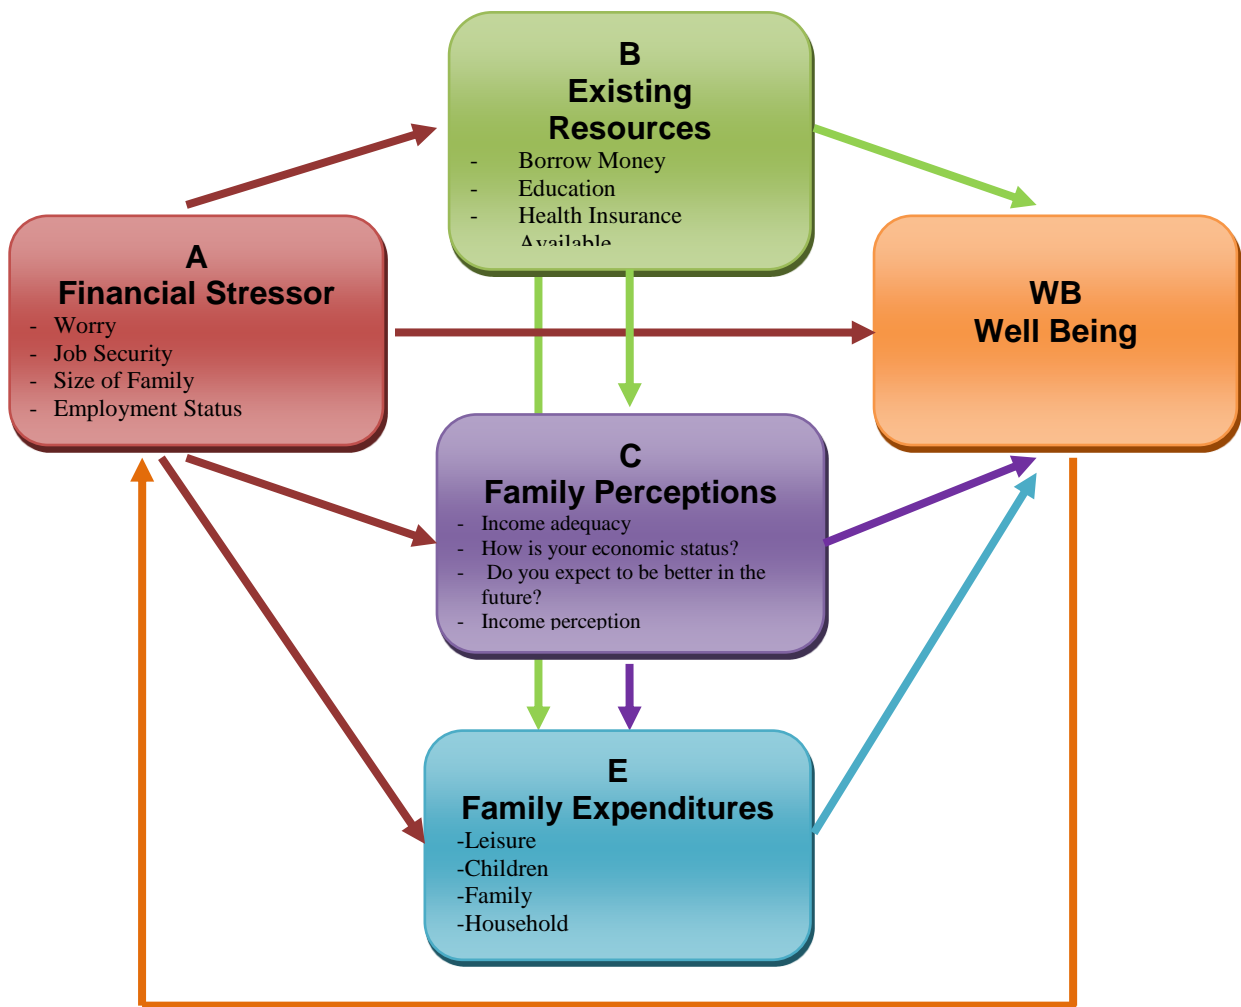 B
Existing
Resources
- Borrow Money
- Education
- Health Insurance
Available
A
Financial Stressor
- Worry
- Job Security
- Size of Family
- Employment Status
WB
Well Being
C
Family Perceptions
- Income adequacy
- How is your economic status?
- Do you expect to be better in the
future?
- Income perception
E
Family Expenditures
-Leisure
-Children
-Family
-Household